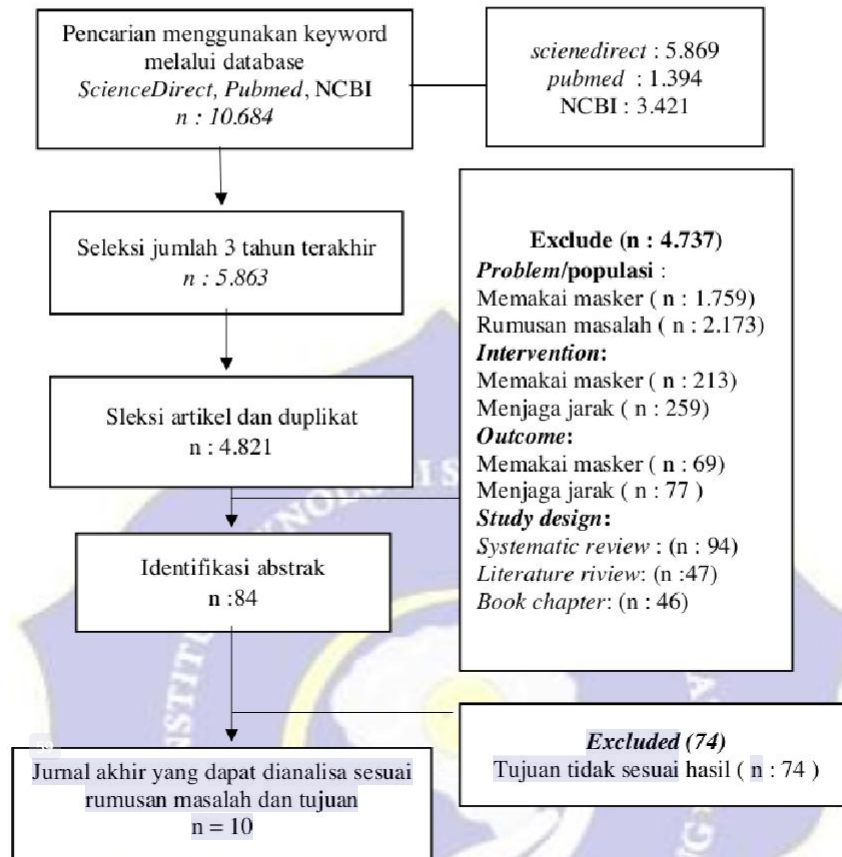 Pencarian menggunakan keyword
melalui database
ScienceDirect, Pubmed, NCBI
n : 10.684
scienedirect : 5.869
pubmed : 1.394
NCBI : 3.421
Seleksi jumlah 3 tahun terakhir
n : 5.863
Sleksi artikel dan duplikat
n : 4.821
Exclude (n : 4.737)
Problem/populasi :
Memakai masker ( n : 1.759)
Rumusan masalah ( n : 2.173)
Intervention:
Memakai masker ( n : 213)
Menjaga jarak ( n : 259)
Outcome:
Memakai masker ( n : 69)
Menjaga jarak ( n : 77 )
Study design:
Systematic review : (n : 94)
Literature riview: (n :47)
Book chapter: (n : 46)
Identifikasi abstrak
n :84
Excluded (74)
Tujuan tidak sesuai hasil ( n : 74 )
Jurnal akhir yang dapat dianalisa sesuai
rumusan masalah dan tujuan
n = 10